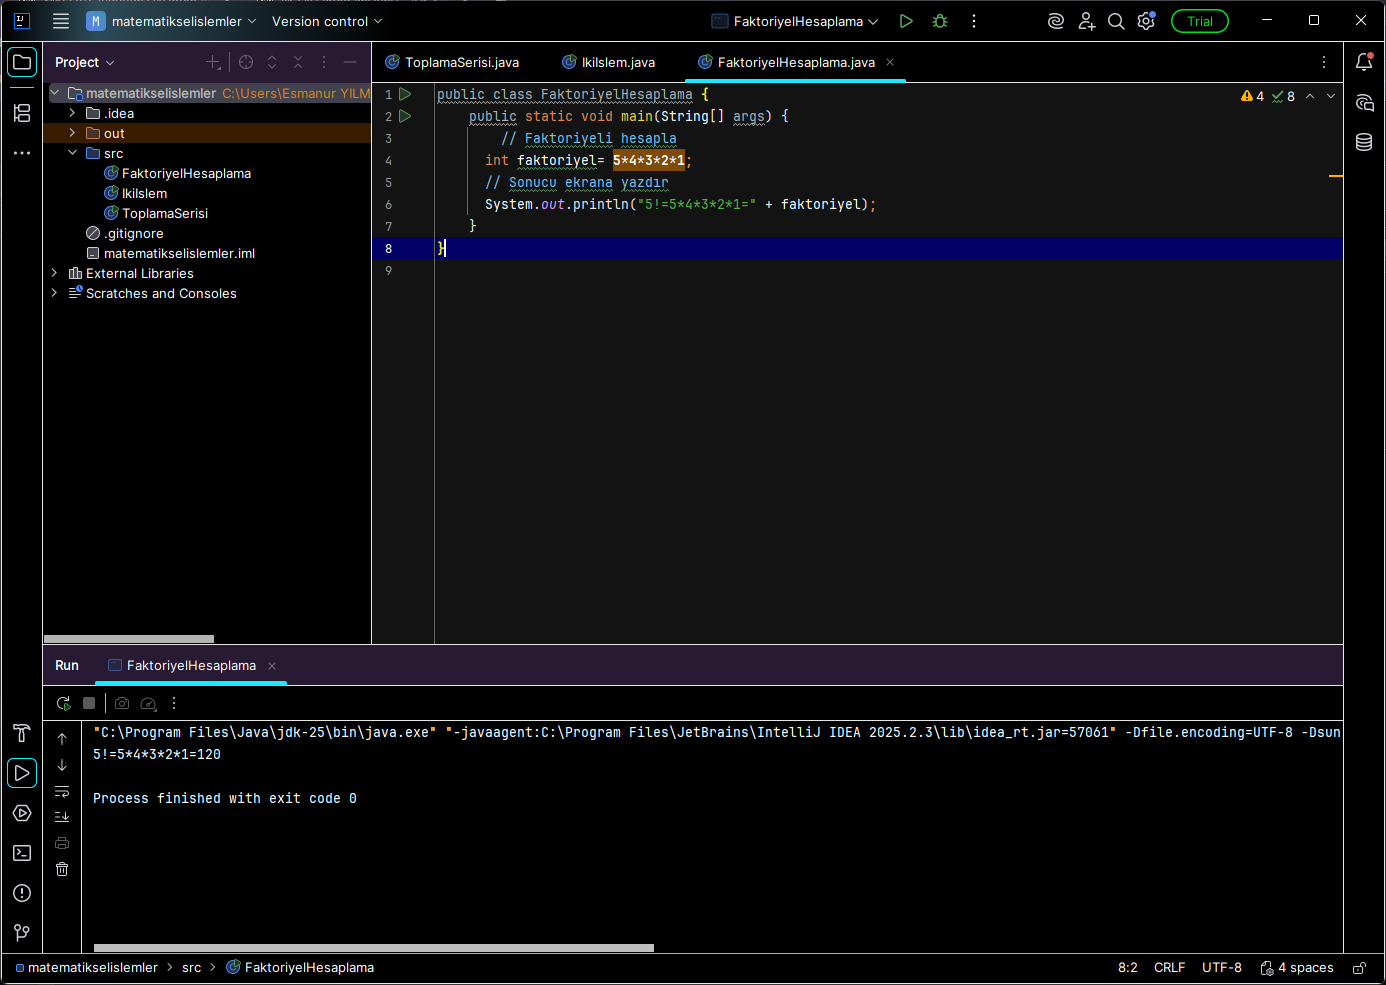 matematikselislemler Version control FaktoriyelHesaplama Trial
Project
ToplamaSerisi.java IkiIslem.java FaktoriyelHesaplama.java
matematikselislemler C:\Users\Esmanur YILM
.idea
out
src
FaktoriyelHesaplama
IkiIslem
ToplamaSerisi
.gitignore
matematikselislemler.iml
External Libraries
Scratches and Consoles
1 public class FaktoriyelHesaplama {
2 public static void main(String[] args) {
3 // Faktoriyeli hesapla
4 int faktoriyel= 5*4*3*2*1;
5 // Sonucu ekrana yazdır
6 System.out.println("5!=5*4*3*2*1=" + faktoriyel);
7 }
8 }
9
4 8
Run FaktoriyelHesaplama
"C:\Program Files\Java\jdk-25\bin\java.exe" "-javaagent:C:\Program Files\JetBrains\IntelliJ IDEA 2025.2.3\lib\idea_rt.jar=57061" -Dfile.encoding=UTF-8 -Dsun
5!=5*4*3*2*1=120
Process finished with exit code 0
matematikselislemler > src > FaktoriyelHesaplama 8:2 CRLF UTF-8 4 spaces